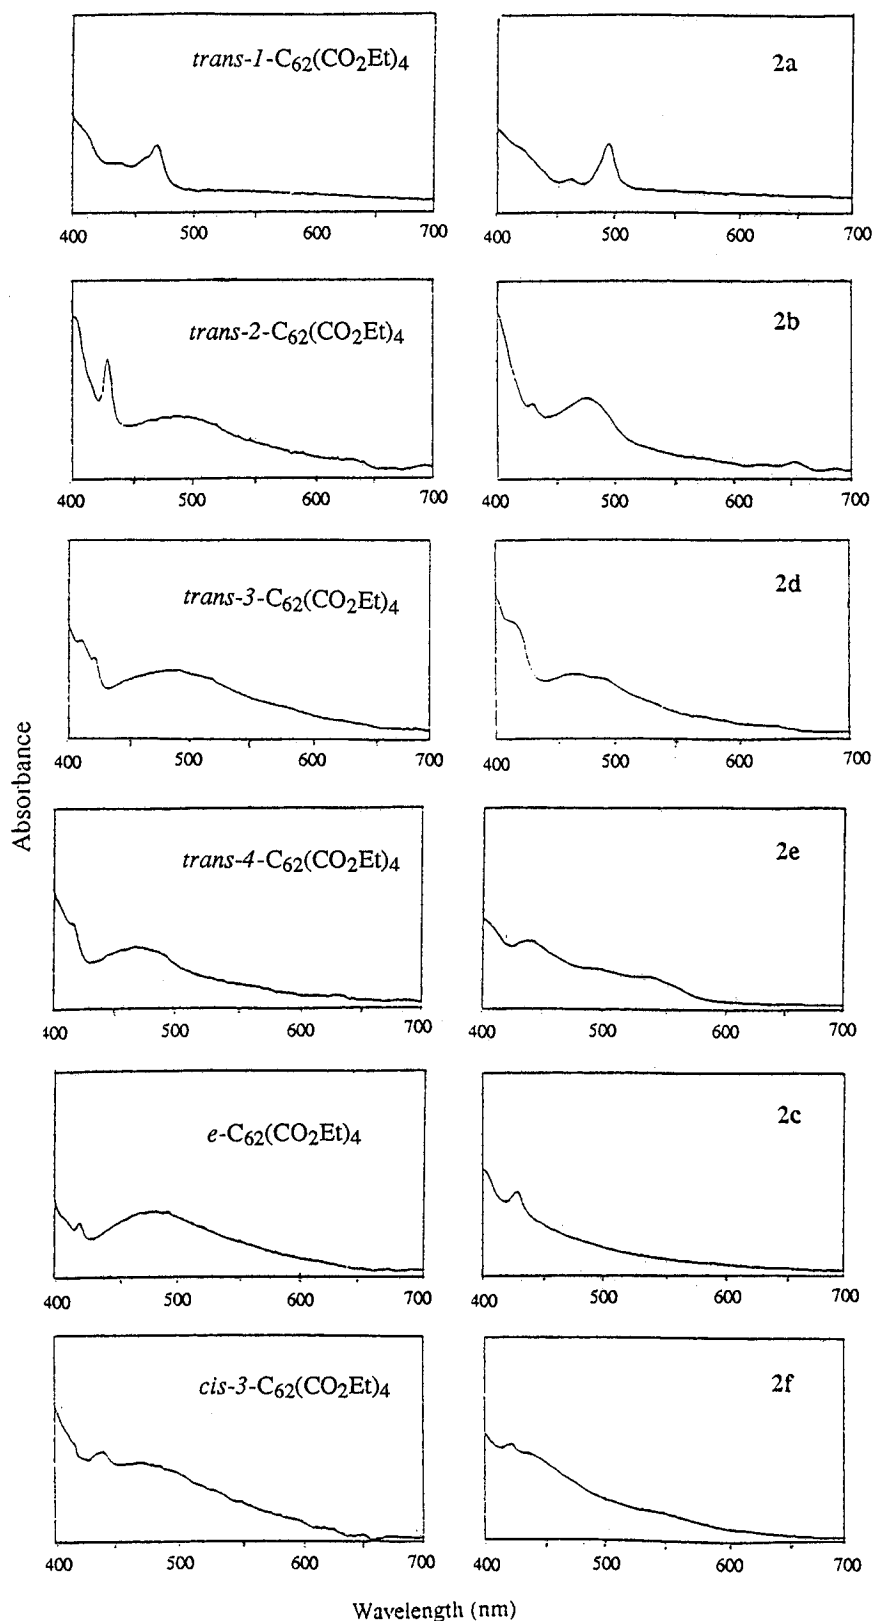 trans-1-C62(CO2Et)4
2a
400 500 600 700
400 500 600 700
trans-2-C62(CO2Et)4
2b
400 500 600 700
400 500 600 700
trans-3-C62(CO2Et)4
2d
400 500 600 700
400 500 600 700
Absorbance
trans-4-C62(CO2Et)4
2e
400 500 600 700
400 500 600 700
e-C62(CO2Et)4
2c
400 500 600 700
400 500 600 700
cis-3-C62(CO2Et)4
2f
400 500 600 700
400 500 600 700
Wavelength (nm)